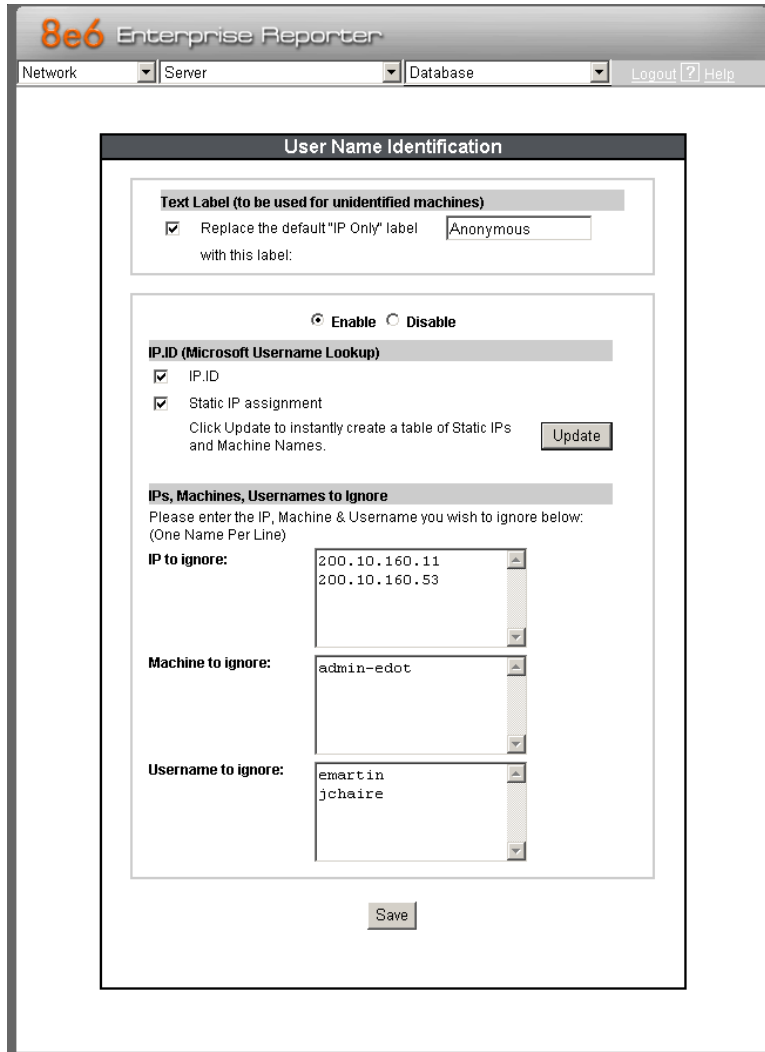 8e6 Enterprise Reporter
Network Server Database Logout ? Help
User Name Identification
Text Label (to be used for unidentified machines)
Replace the default "IP Only" label Anonymous
with this label:
Enable Disable
IP.ID (Microsoft Username Lookup)
IP.ID
Static IP assignment
Click Update to instantly create a table of Static IPs
and Machine Names.
Update
IPs, Machines, Usernames to Ignore
Please enter the IP, Machine & Username you wish to ignore below:
(One Name Per Line)
IP to ignore:
200.10.160.11
200.10.160.53
Machine to ignore:
admin-edot
Username to ignore:
emartin
jchaire
Save